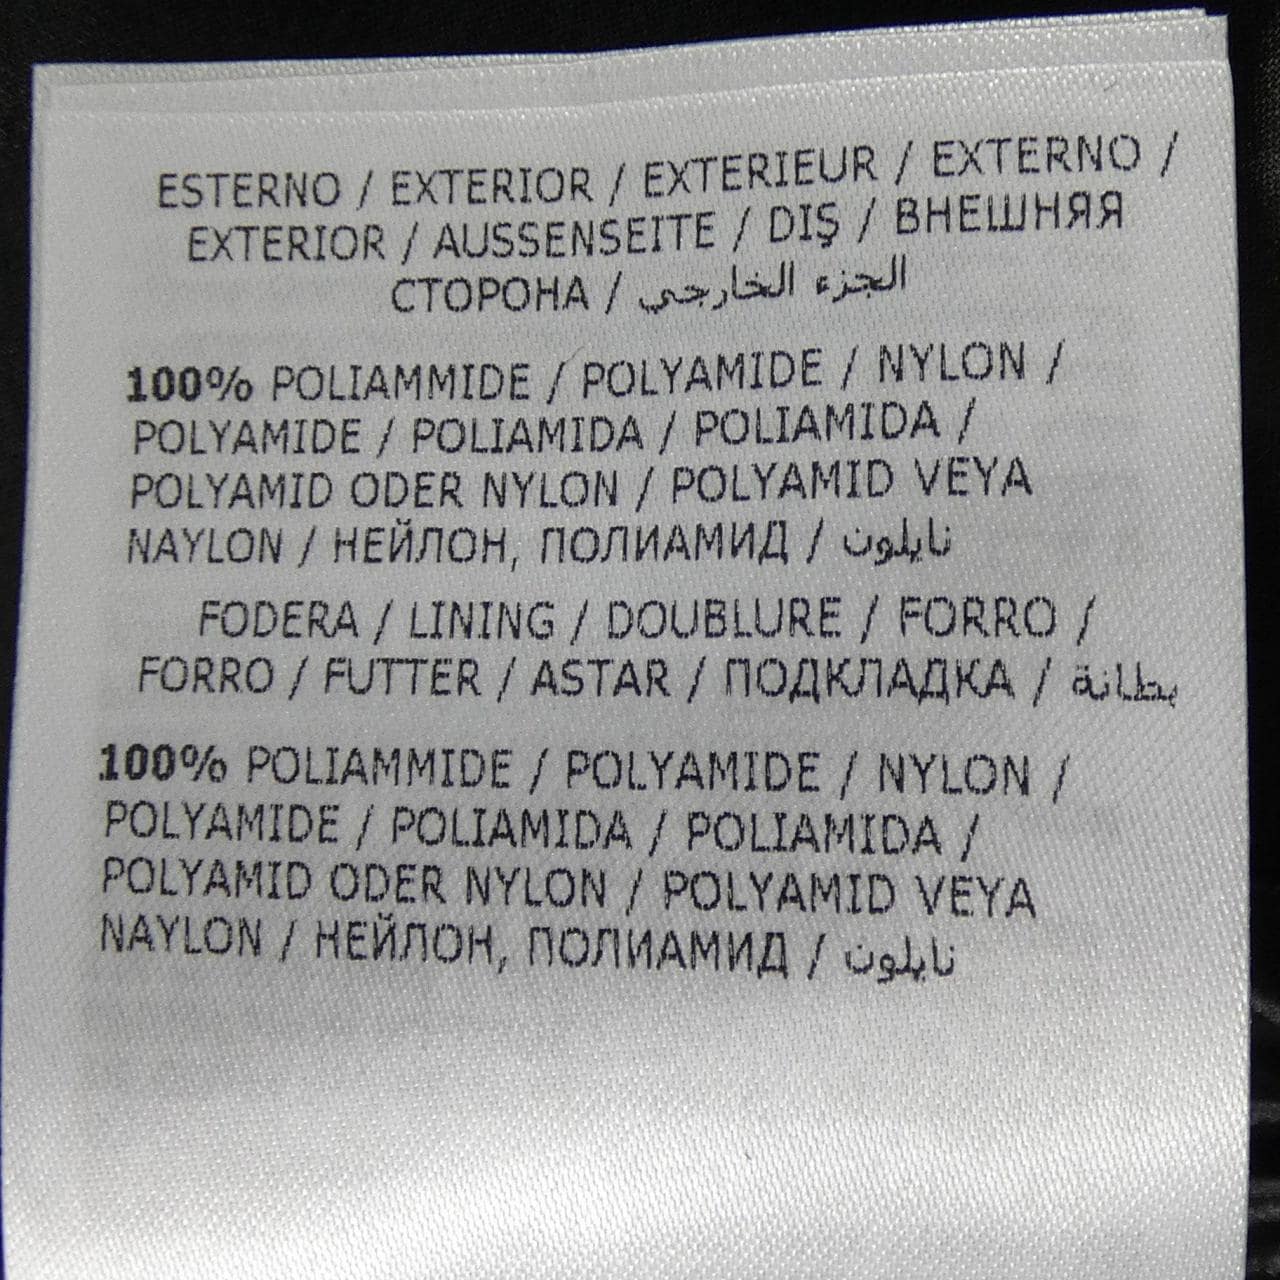 ESTERNO / EXTERIOR / EXTERIEUR / EXTERNO /
EXTERIOR / AUSSENSEITE / DIŞ / ВНЕШНЯЯ
СТОРОНА / الجزء الخارجي
100% POLIAMMIDE / POLYAMIDE / NYLON /
POLYAMIDE / POLIAMIDA / POLIAMIDA /
POLYAMID ODER NYLON / POLYAMID VEYA
NAYLON / НЕЙЛОН, ПОЛИАМИД / نايلون
FODERA / LINING / DOUBLURE / FORRO /
FORRO / FUTTER / ASTAR / ПОДКЛАДКА / بطانة
100% POLIAMMIDE / POLYAMIDE / NYLON /
POLYAMIDE / POLIAMIDA / POLIAMIDA /
POLYAMID ODER NYLON / POLYAMID VEYA
NAYLON / НЕЙЛОН, ПОЛИАМИД / نايلون